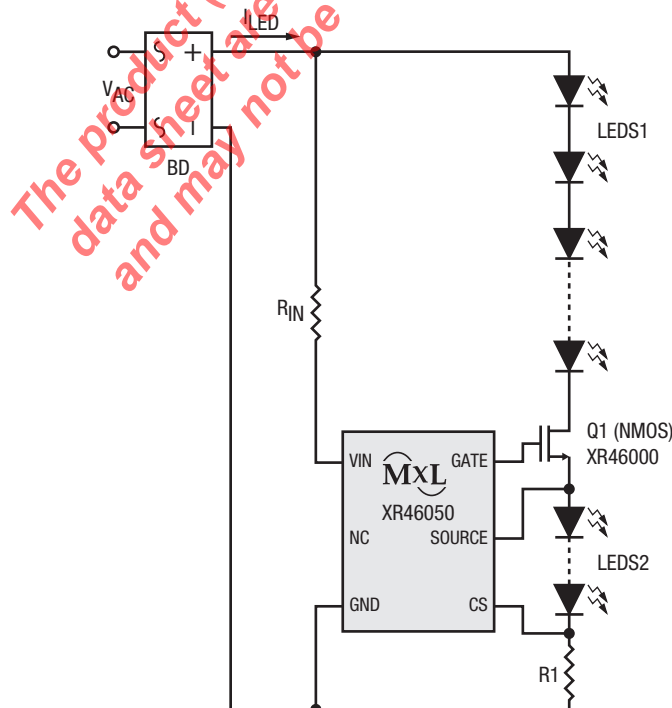 The product (
data sheet are
and may not be
ILED
VAC
BD
LEDS1
RIN
Q1 (NMOS)
XR46000
VIN
MxL
GATE
XR46050
NC
SOURCE
LEDS2
GND
CS
R1